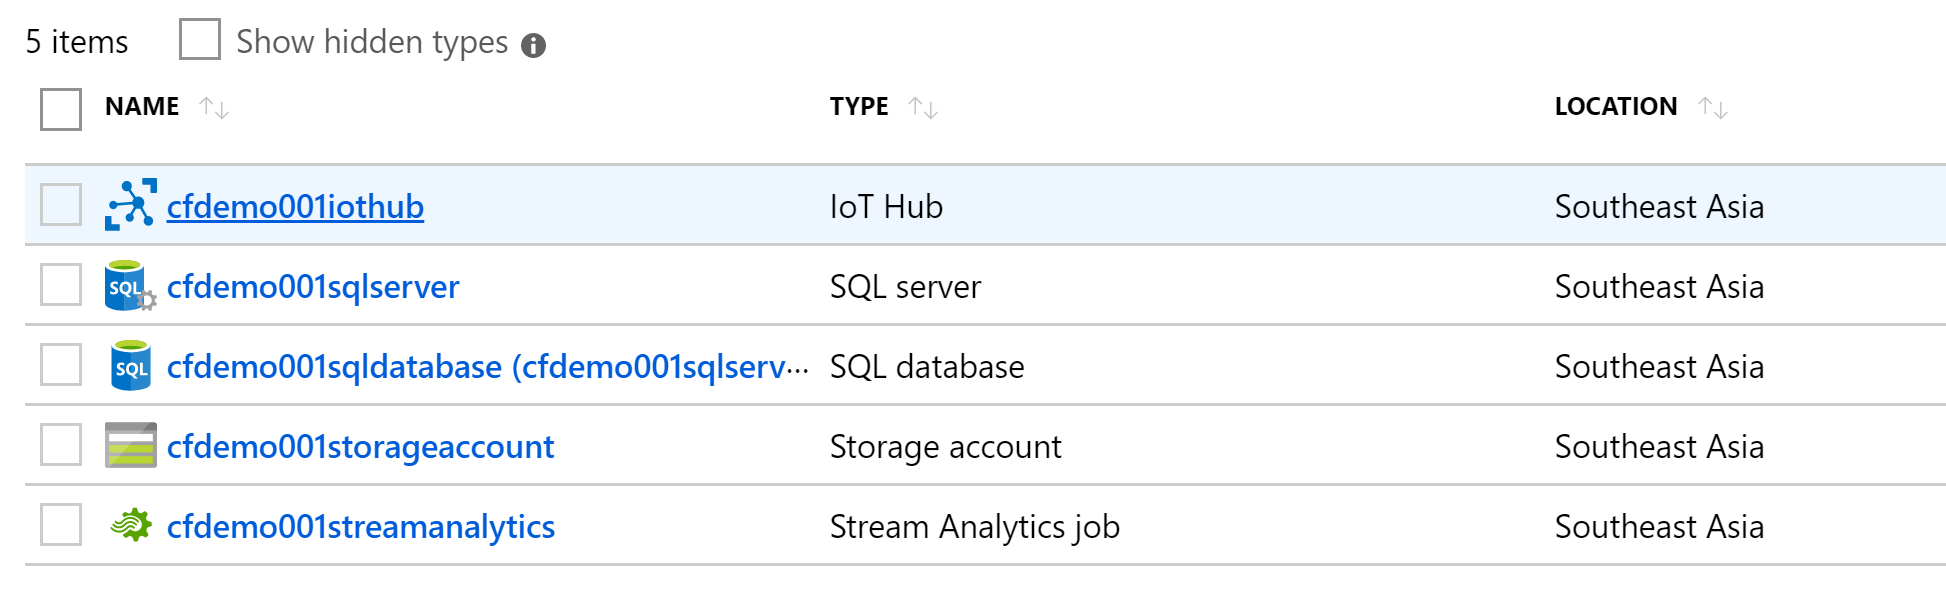 5 items Show hidden types
NAME TYPE LOCATION
cfdemo001iothub IoT Hub Southeast Asia
SQL cfdemo001sqlserver SQL server Southeast Asia
SQL cfdemo001sqldatabase (cfdemo001sqlserv··· SQL database Southeast Asia
cfdemo001storageaccount Storage account Southeast Asia
cfdemo001streamanalytics Stream Analytics job Southeast Asia